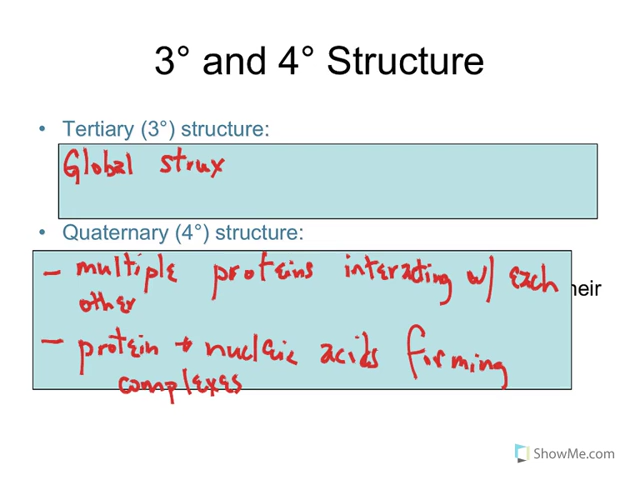 3° and 4° Structure
• Tertiary (3°) structure:
Global strux
• Quaternary (4°) structure:
- multiple proteins interacting w/ each
other
heir
- protein + nucleic acids forming
complexes
ShowMe.com